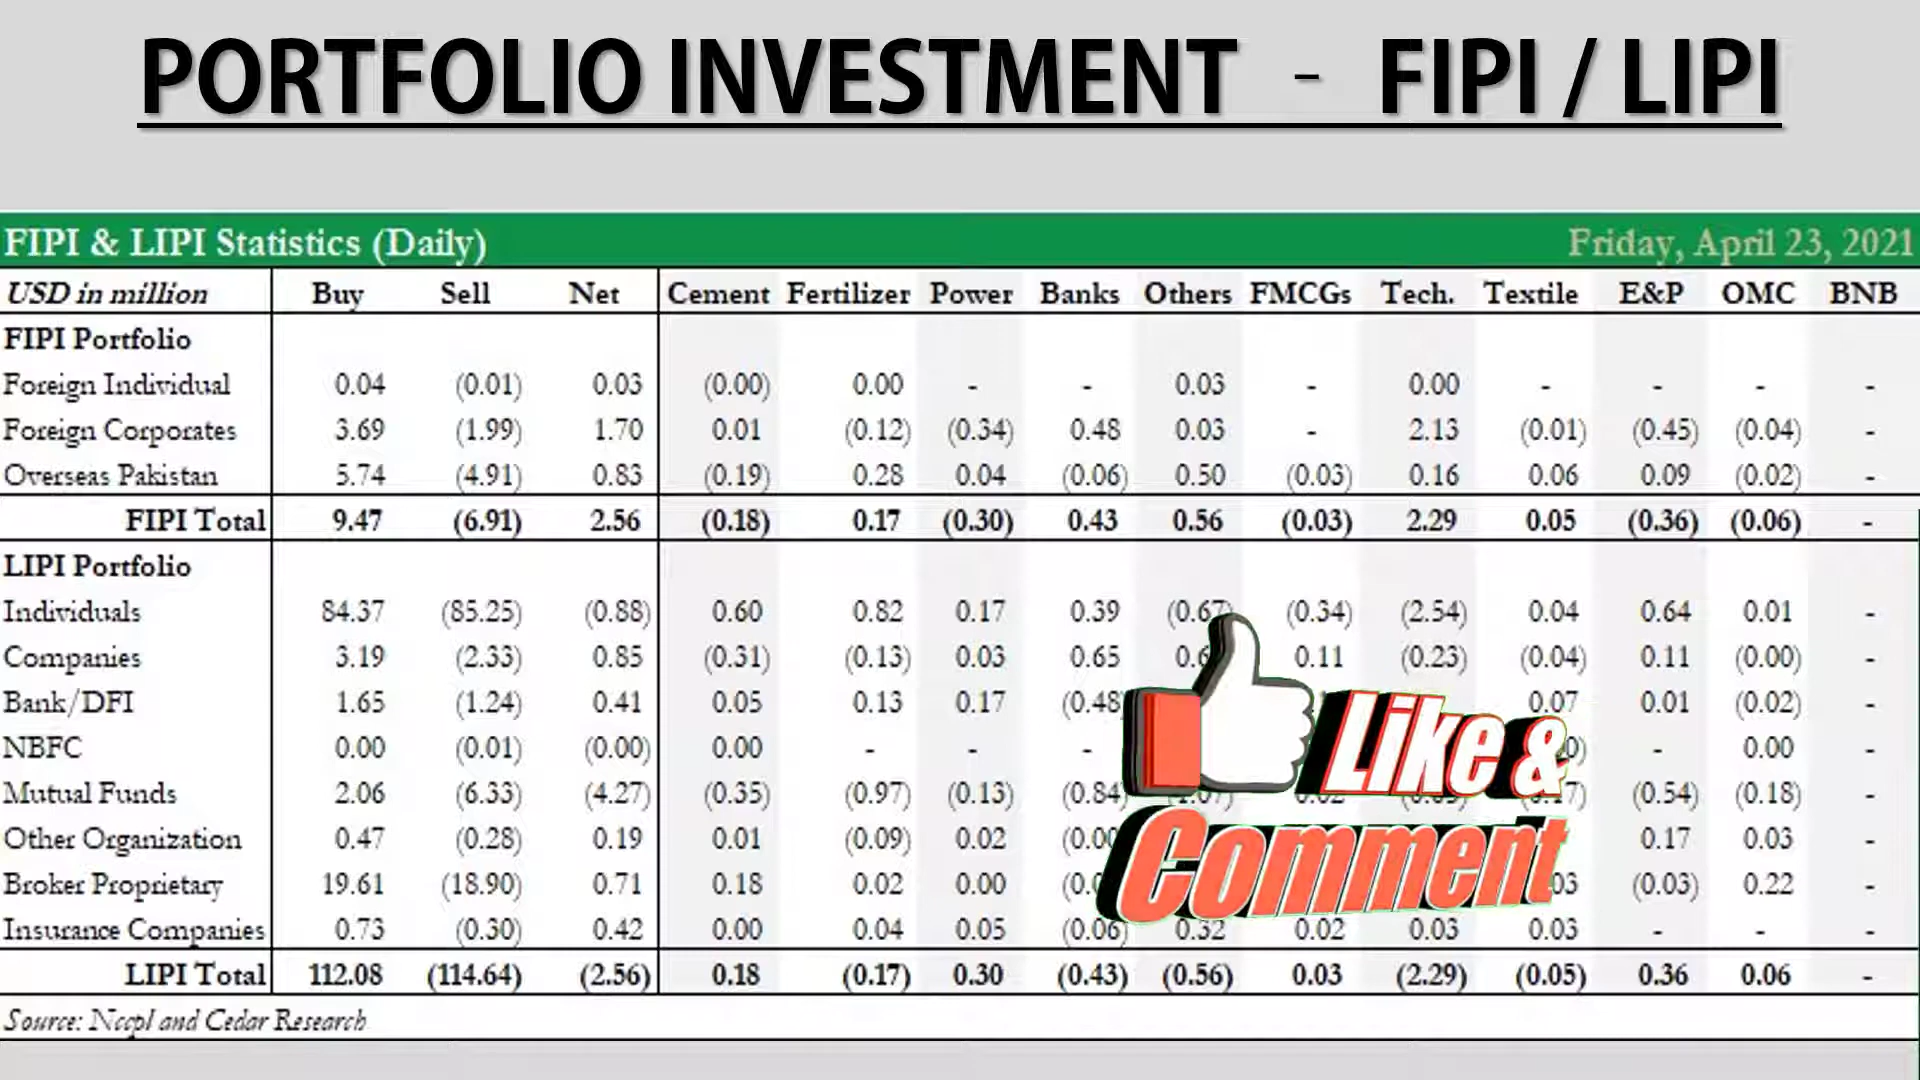 PORTFOLIO INVESTMENT - FIPI / LIPI
FIPI & LIPI Statistics (Daily) Friday, April 23, 2021
USD in million Buy Sell Net Cement Fertilizer Power Banks Others FMCGs Tech. Textile E&P OMC BNB
FIPI Portfolio
Foreign Individual 0.04 (0.01) 0.03 (0.00) 0.00 - - 0.03 - 0.00 - - - -
Foreign Corporates 3.69 (1.99) 1.70 0.01 (0.12) (0.34) 0.48 0.03 - 2.13 (0.01) (0.45) (0.04) -
Overseas Pakistan 5.74 (4.91) 0.83 (0.19) 0.28 0.04 (0.06) 0.50 (0.03) 0.16 0.06 0.09 (0.02) -
FIPI Total 9.47 (6.91) 2.56 (0.18) 0.17 (0.30) 0.43 0.56 (0.03) 2.29 0.05 (0.36) (0.06) -
LIPI Portfolio
Individuals 84.37 (85.25) (0.88) 0.60 0.82 0.17 0.39 (0.67) (0.34) (2.54) 0.04 0.64 0.01 -
Companies 3.19 (2.33) 0.85 (0.31) (0.13) 0.03 0.65 0.11 (0.23) (0.04) 0.11 (0.00) -
Bank/DFI 1.65 (1.24) 0.41 0.05 0.13 0.17 (0.48) 0.07 0.01 (0.02) -
NBFC 0.00 (0.01) (0.00) 0.00 - - - - 0.00 -
Mutual Funds 2.06 (6.33) (4.27) (0.35) (0.97) (0.13) (0.84) (0.54) (0.18) -
Other Organization 0.47 (0.28) 0.19 0.01 (0.09) 0.02 (0.00 0.17 0.03 -
Broker Proprietary 19.61 (18.90) 0.71 0.18 0.02 0.00 (0.03) 0.22 -
Insurance Companies 0.73 (0.30) 0.42 0.00 0.04 0.05 (0.06) 0.32 0.02 0.03 0.03 - - -
LIPI Total 112.08 (114.64) (2.56) 0.18 (0.17) 0.30 (0.43) (0.56) 0.03 (2.29) (0.05) 0.36 0.06 -
Source: Nccpl and Cedar Research
Like &
Comment